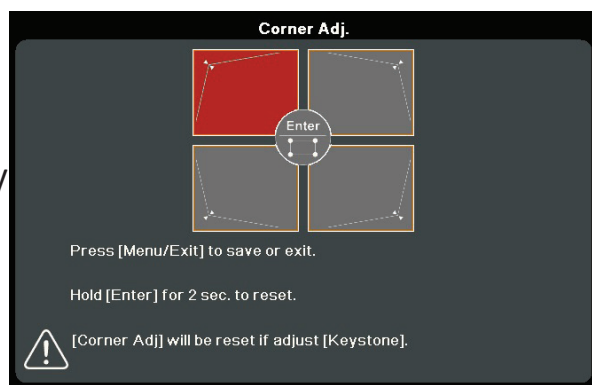 Corner Adj.
Enter
Press [Menu/Exit] to save or exit.
Hold [Enter] for 2 sec. to reset.
[Corner Adj] will be reset if adjust [Keystone].